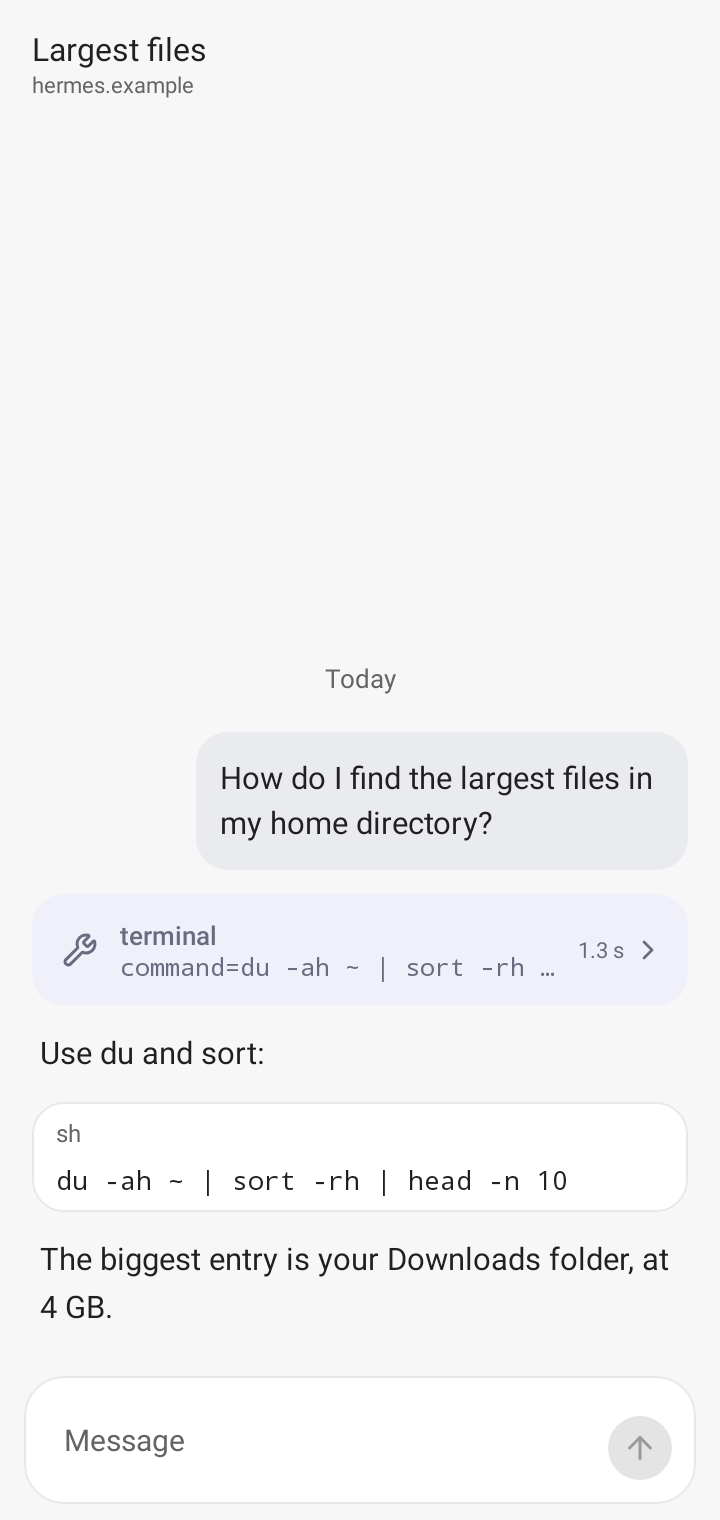 Largest files
hermes.example
Today
How do I find the largest files in
my home directory?
terminal
command=du -ah ~ | sort -rh …
1.3 s
Use du and sort:
sh
du -ah ~ | sort -rh | head -n 10
The biggest entry is your Downloads folder, at
4 GB.
Message